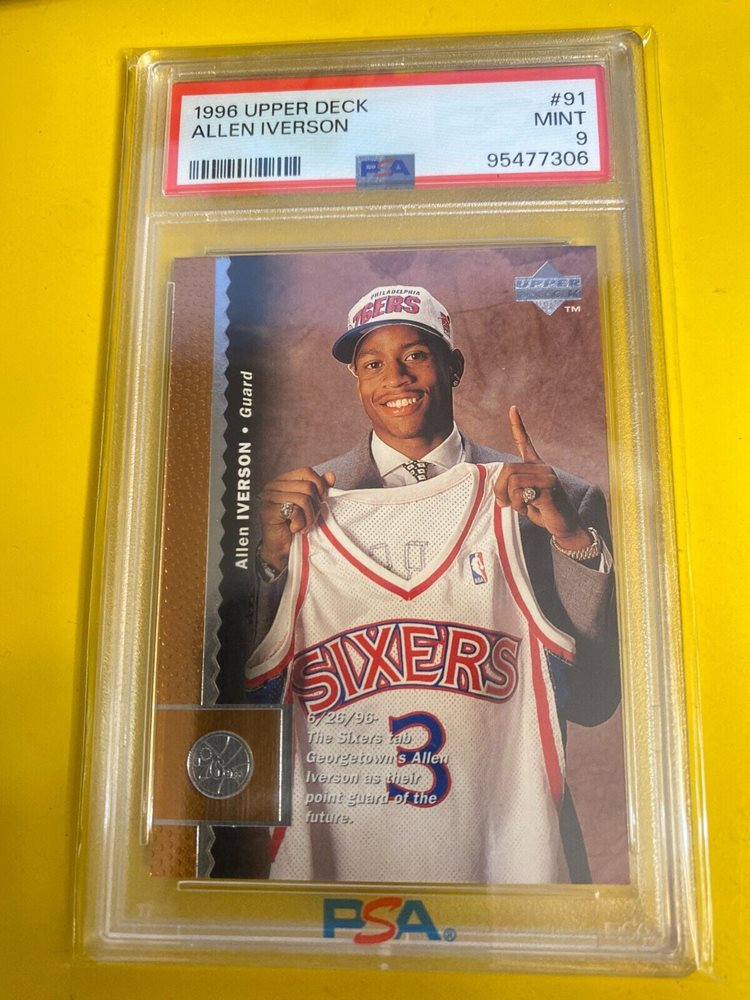 1996 UPPER DECK #91
ALLEN IVERSON MINT
9
95477306
PSA
UPPER
DECK
TM
PHILADELPHIA
76ERS
Allen IVERSON • Guard
NBA
SIXERS
3
6/26/96-
The Sixers tab
Georgetown's Allen
Iverson as their
point guard of the
future.
PSA®